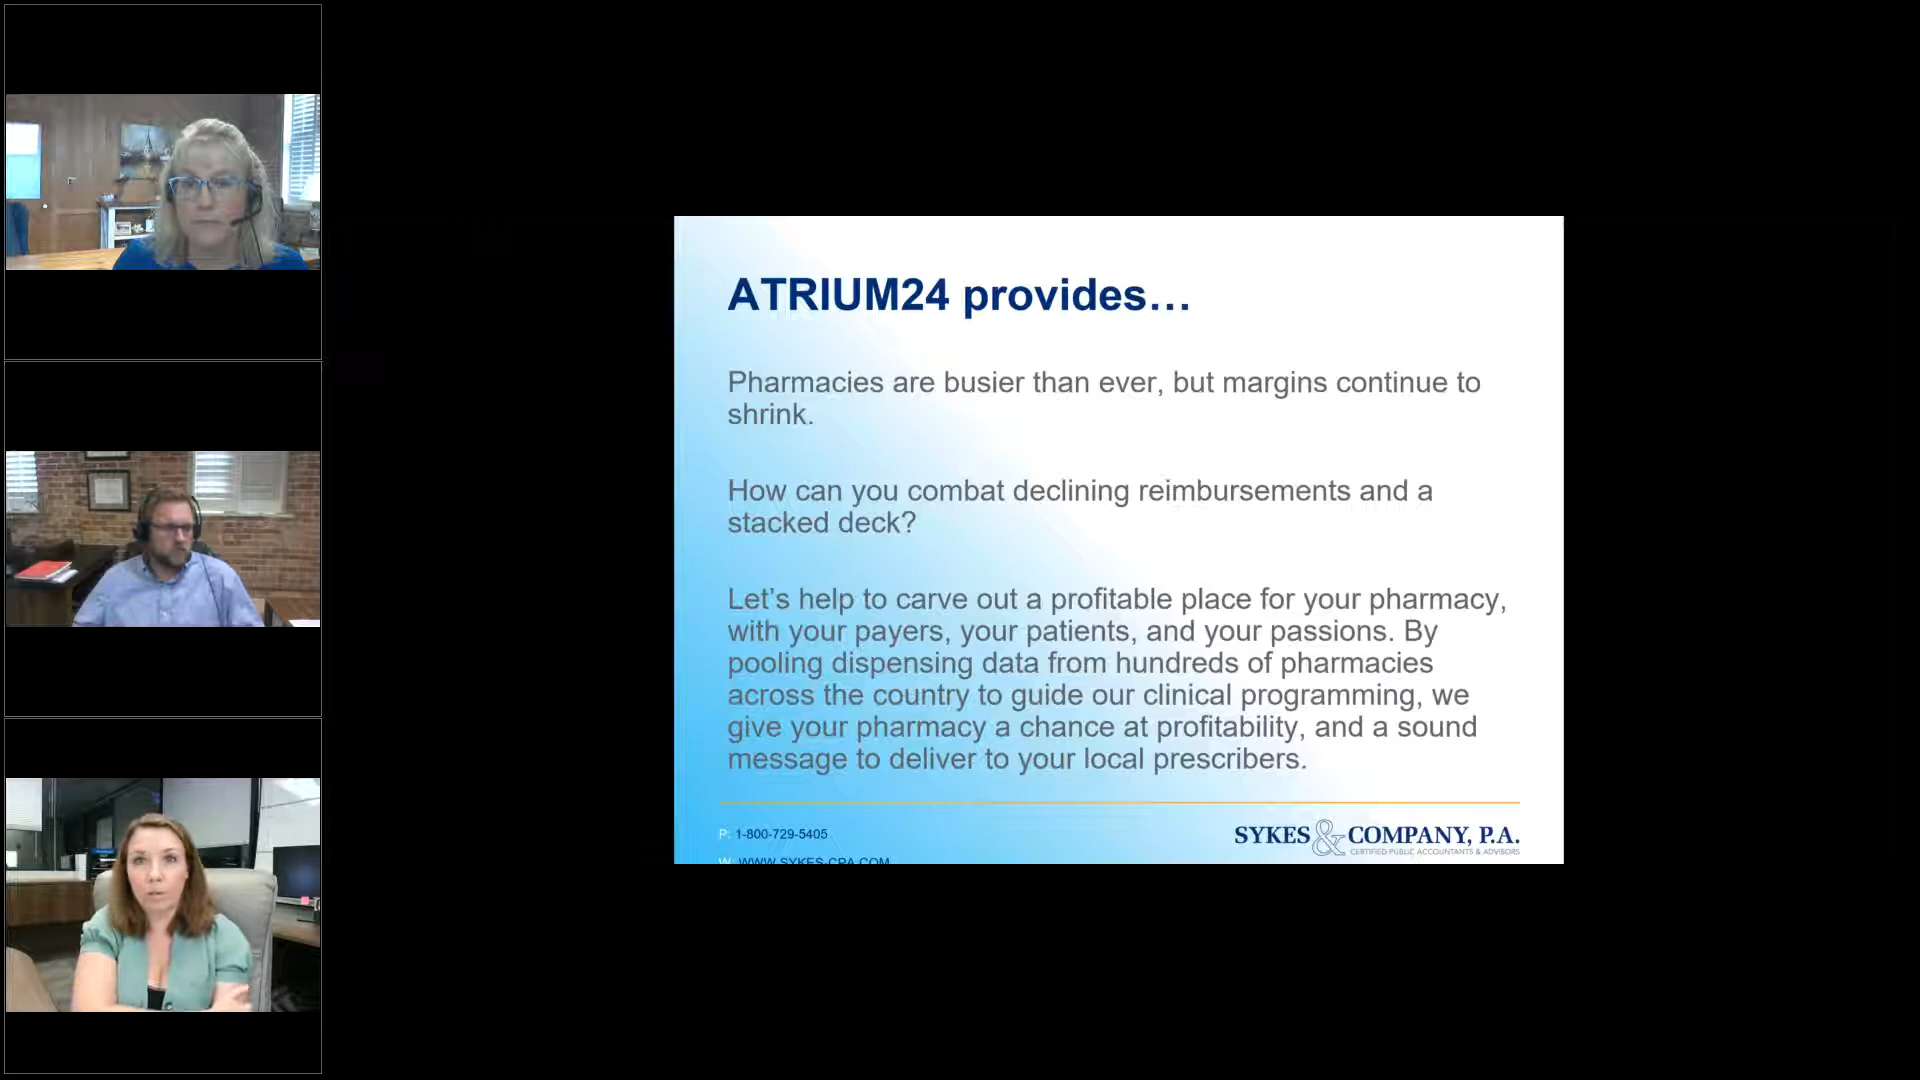 ATRIUM24 provides…
Pharmacies are busier than ever, but margins continue to
shrink.
How can you combat declining reimbursements and a
stacked deck?
Let’s help to carve out a profitable place for your pharmacy,
with your payers, your patients, and your passions. By
pooling dispensing data from hundreds of pharmacies
across the country to guide our clinical programming, we
give your pharmacy a chance at profitability, and a sound
message to deliver to your local prescribers.
P: 1-800-729-5405
W: WWW.SYKES-CPA.COM
SYKES & COMPANY, P.A.
CERTIFIED PUBLIC ACCOUNTANTS & ADVISORS